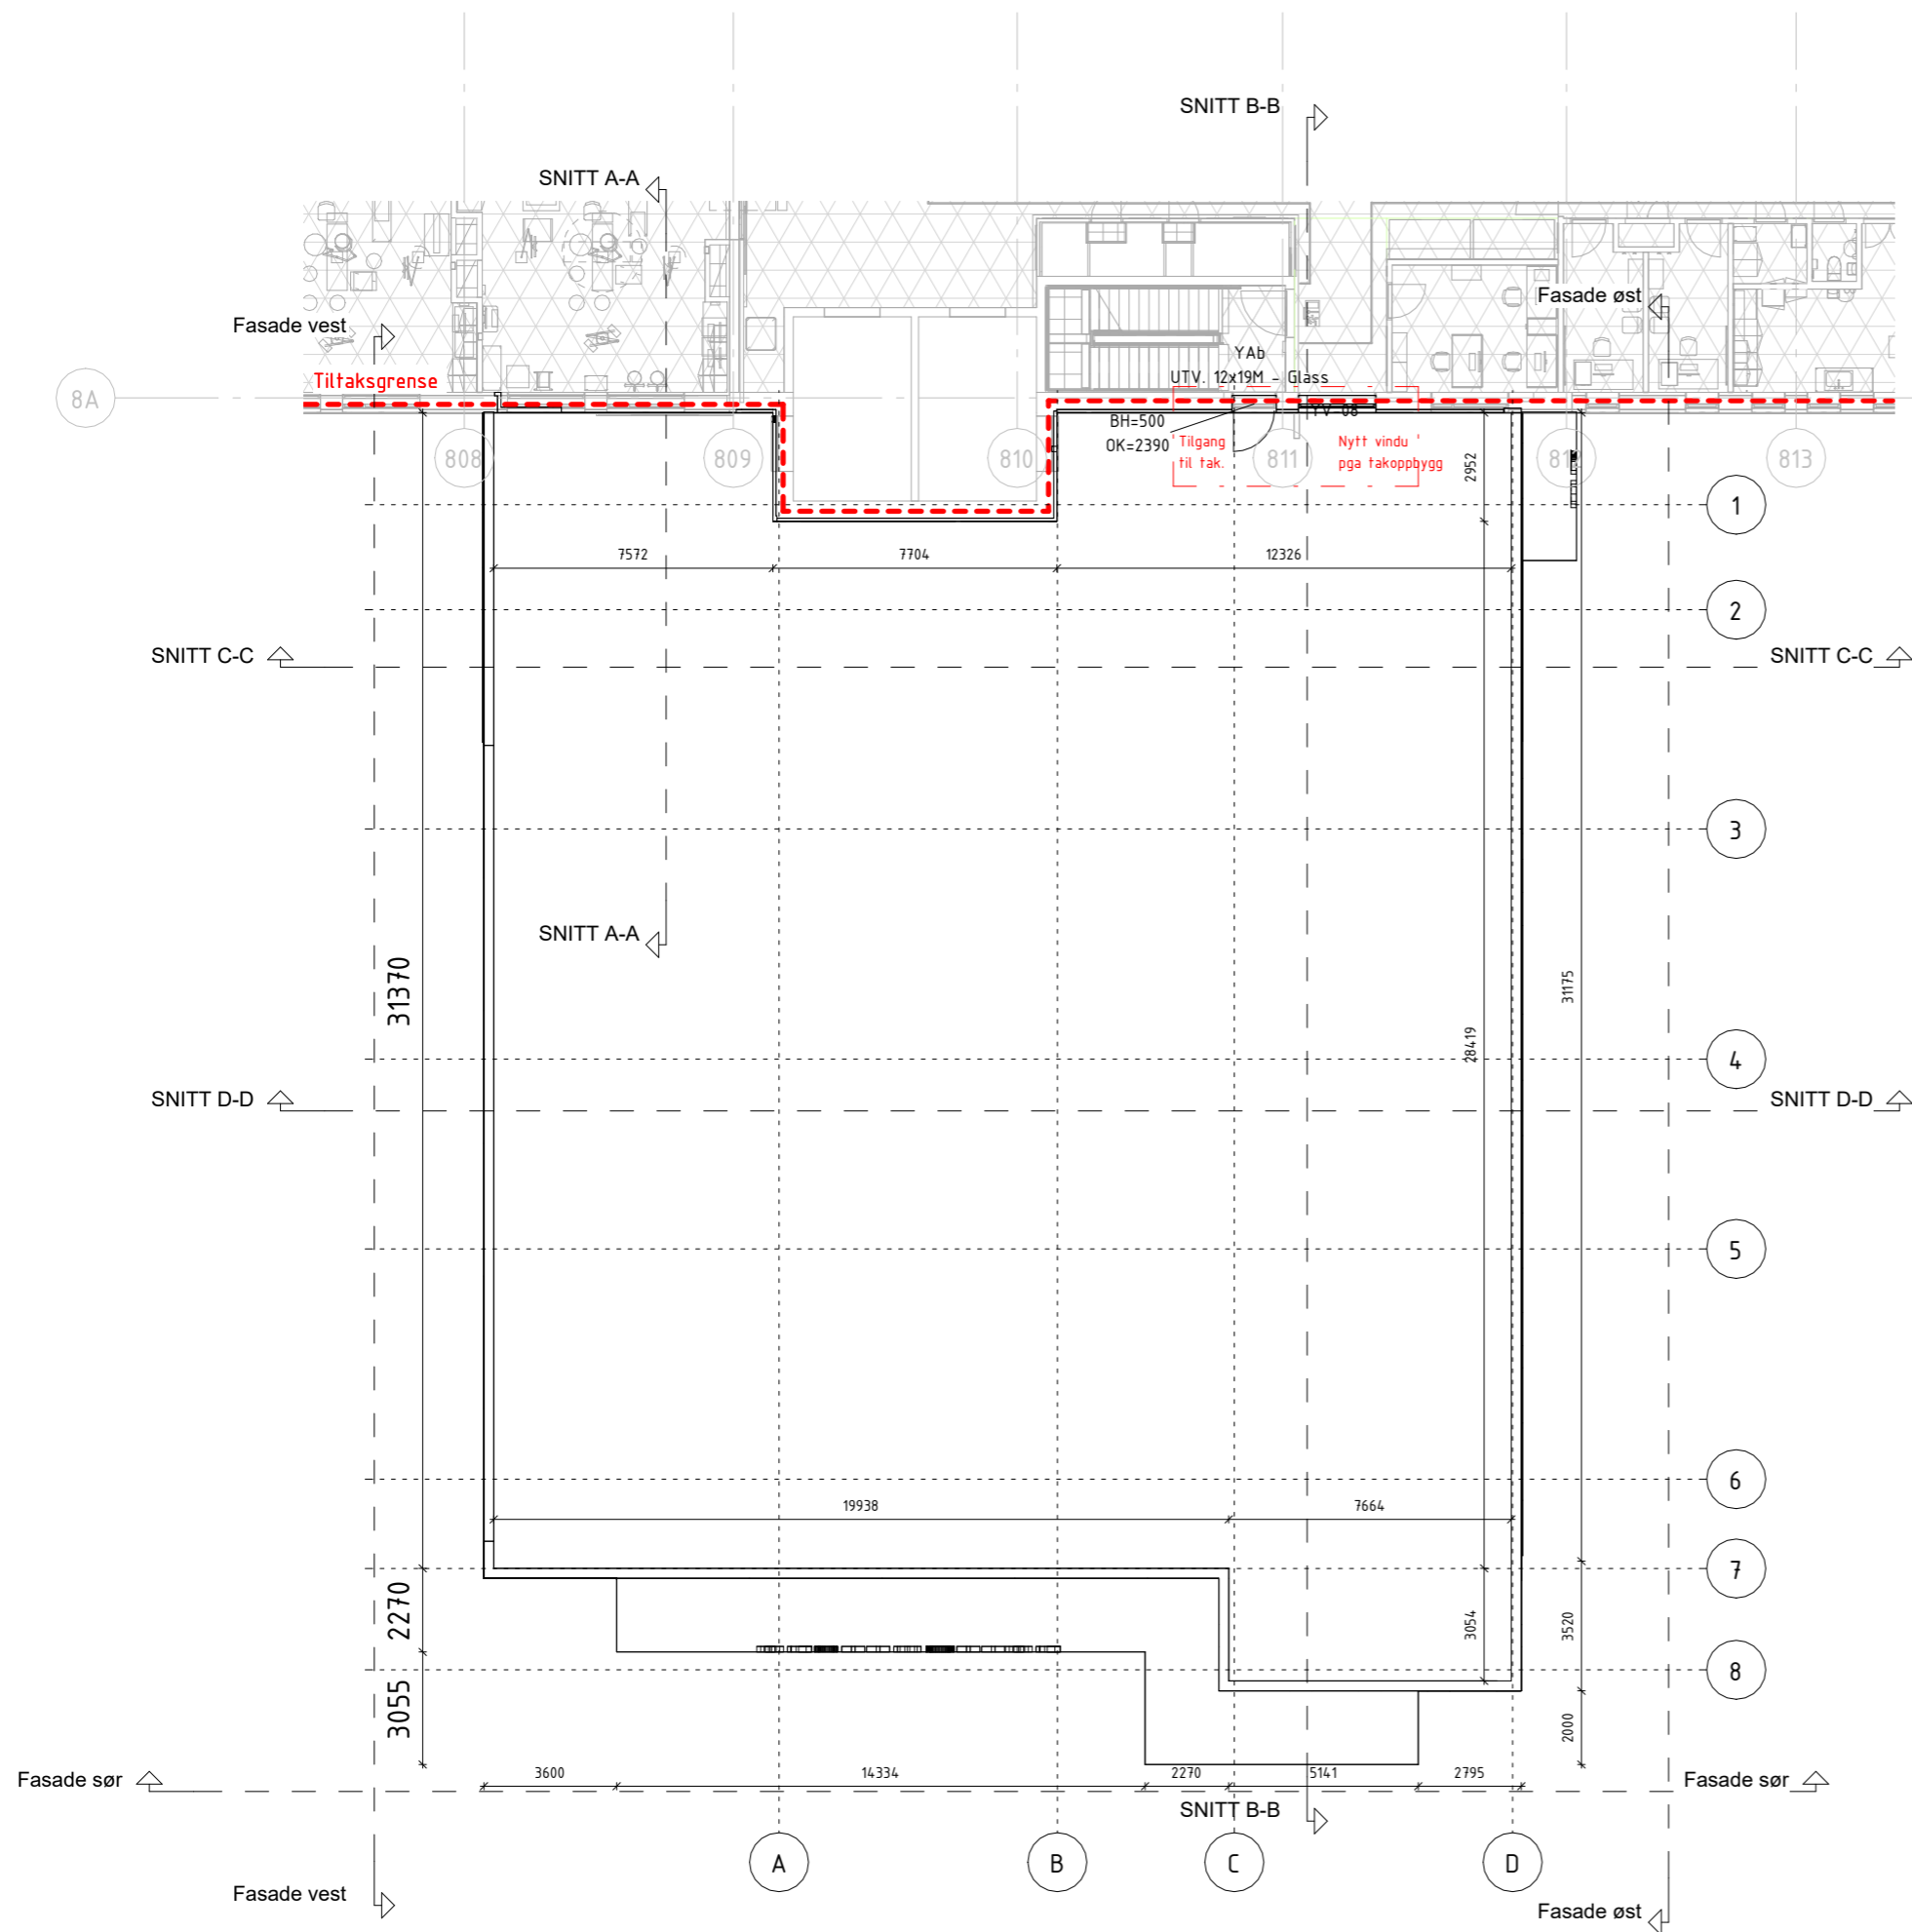 SNITT B-B
SNITT A-A
Fasade øst
Fasade vest
YAb
UTV. 12x19M - Glass
Tiltaksgrense
8A
YV-08
BH=500
OK=2390
Tilgang
til tak.
Nytt vindu
pga takoppbygg
808
809
810
811
812
813
2952
1
7572
7704
12326
2
SNITT C-C
SNITT C-C
3
SNITT A-A
31370
31175
28419
4
SNITT D-D
SNITT D-D
5
6
19938
7664
7
2270
3054
3520
8
3055
2000
Fasade sør
3600
14334
2270
5141
2795
Fasade sør
SNITT B-B
A
B
C
D
Fasade vest
Fasade øst